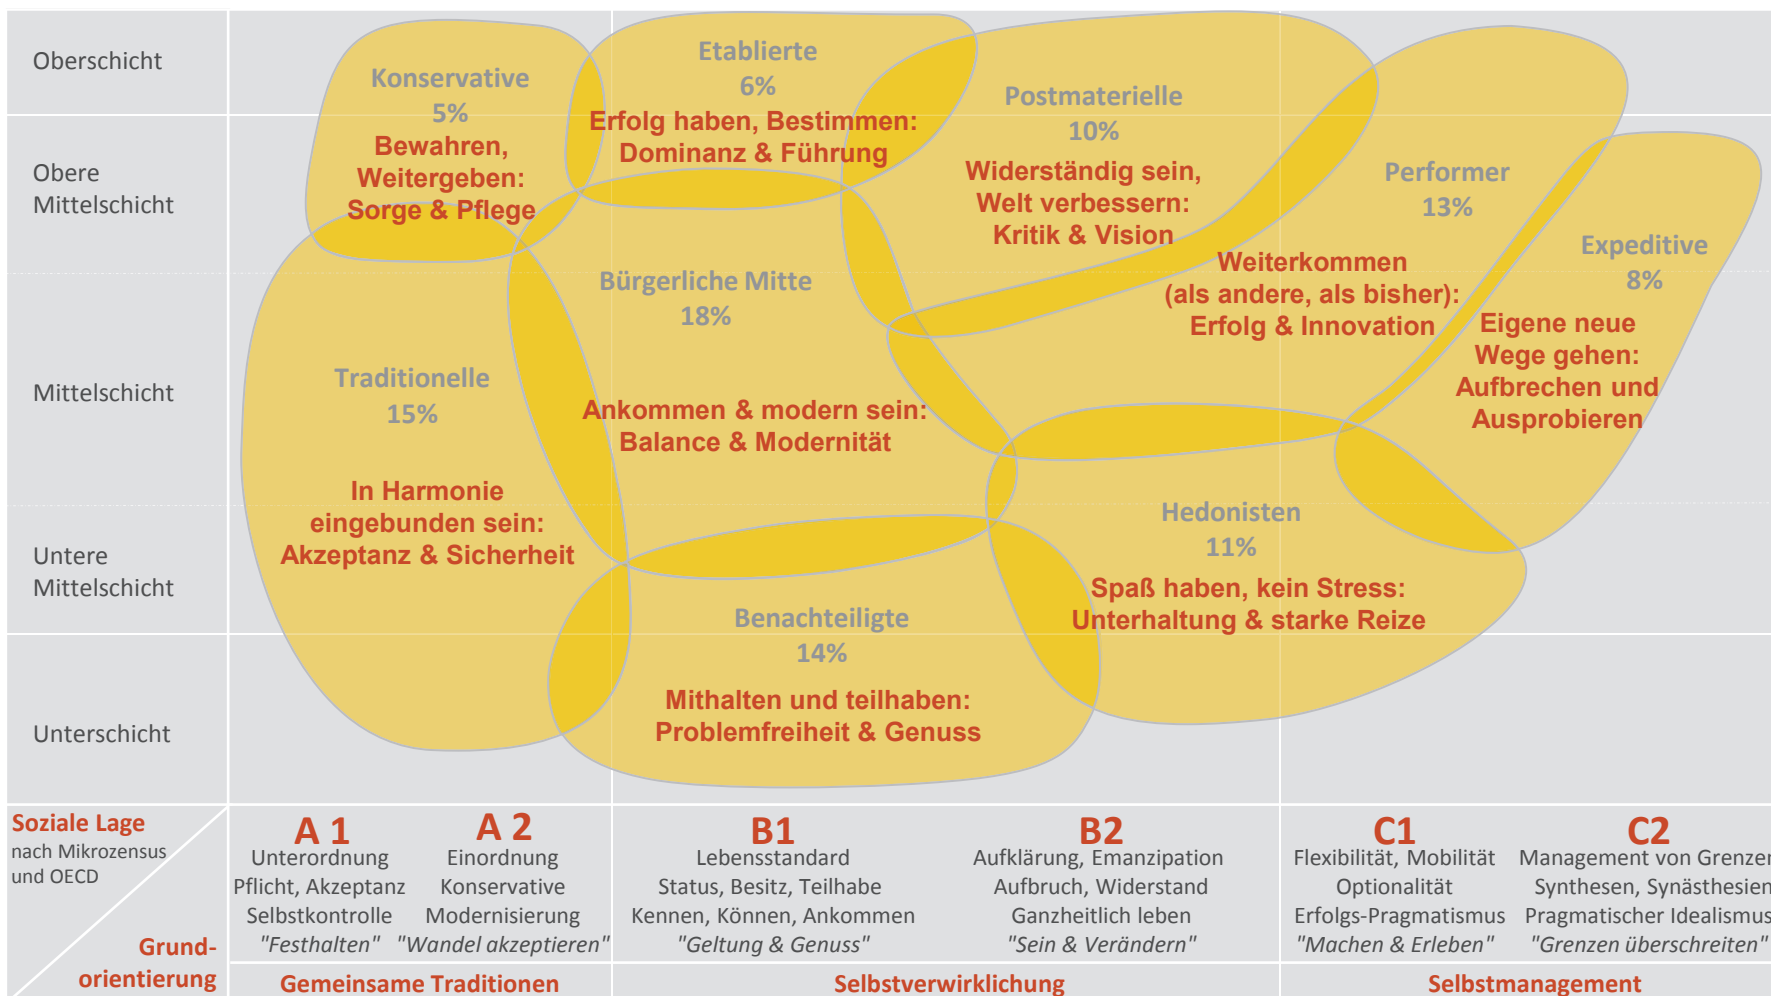 Oberschicht
Obere
Mittelschicht
Mittelschicht
Untere
Mittelschicht
Unterschicht
Konservative
5%
Bewahren,
Weitergeben:
Sorge & Pflege
Etablierte
6%
Erfolg haben, Bestimmen:
Dominanz & Führung
Postmaterielle
10%
Widerständig sein,
Welt verbessern:
Kritik & Vision
Performer
13%
Weiterkommen
(als andere, als bisher):
Erfolg & Innovation
Expeditive
8%
Eigene neue
Wege gehen:
Aufbrechen und
Ausprobieren
Bürgerliche Mitte
18%
Ankommen & modern sein:
Balance & Modernität
Traditionelle
15%
In Harmonie
eingebunden sein:
Akzeptanz & Sicherheit
Hedonisten
11%
Spaß haben, kein Stress:
Unterhaltung & starke Reize
Benachteiligte
14%
Mithalten und teilhaben:
Problemfreiheit & Genuss
Soziale Lage
nach Mikrozensus
und OECD
Grund-
orientierung
A 1
Unterordnung
Pflicht, Akzeptanz
Selbstkontrolle
"Festhalten"
A 2
Einordnung
Konservative
Modernisierung
"Wandel akzeptieren"
B1
Lebensstandard
Status, Besitz, Teilhabe
Kennen, Können, Ankommen
"Geltung & Genuss"
B2
Aufklärung, Emanzipation
Aufbruch, Widerstand
Ganzheitlich leben
"Sein & Verändern"
C1
Flexibilität, Mobilität
Optionalität
Erfolgs-Pragmatismus
"Machen & Erleben"
C2
Management von Grenzen
Synthesen, Synästhesien
Pragmatischer Idealismus
"Grenzen überschreiten"
Gemeinsame Traditionen
Selbstverwirklichung
Selbstmanagement